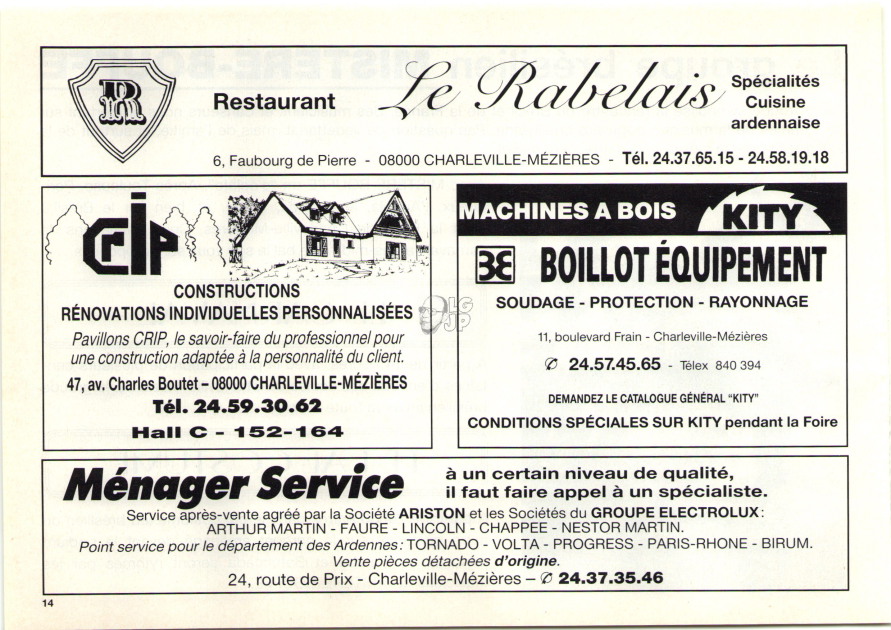 R
Restaurant Le Rabelais
Spécialités
Cuisine
ardennaise
6, Faubourg de Pierre - 08000 CHARLEVILLE-MÉZIÈRES - Tél. 24.37.65.15 - 24.58.19.18
CriP
CONSTRUCTIONS
RÉNOVATIONS INDIVIDUELLES PERSONNALISÉES
Pavillons CRIP, le savoir-faire du professionnel pour
une construction adaptée à la personnalité du client.
47, av. Charles Boutet – 08000 CHARLEVILLE-MÉZIÈRES
Tél. 24.59.30.62
Hall C - 152-164
LG
JP
MACHINES A BOIS KITY
BE BOILLOT ÉQUIPEMENT
SOUDAGE - PROTECTION - RAYONNAGE
11, boulevard Frain - Charleville-Mézières
✆ 24.57.45.65 - Télex 840 394
DEMANDEZ LE CATALOGUE GÉNÉRAL “KITY”
CONDITIONS SPÉCIALES SUR KITY pendant la Foire
Ménager Service
à un certain niveau de qualité,
il faut faire appel à un spécialiste.
Service après-vente agréé par la Société ARISTON et les Sociétés du GROUPE ELECTROLUX :
ARTHUR MARTIN - FAURE - LINCOLN - CHAPPEE - NESTOR MARTIN.
Point service pour le département des Ardennes : TORNADO - VOLTA - PROGRESS - PARIS-RHONE - BIRUM.
Vente pièces détachées d'origine.
24, route de Prix - Charleville-Mézières – ✆ 24.37.35.46
14